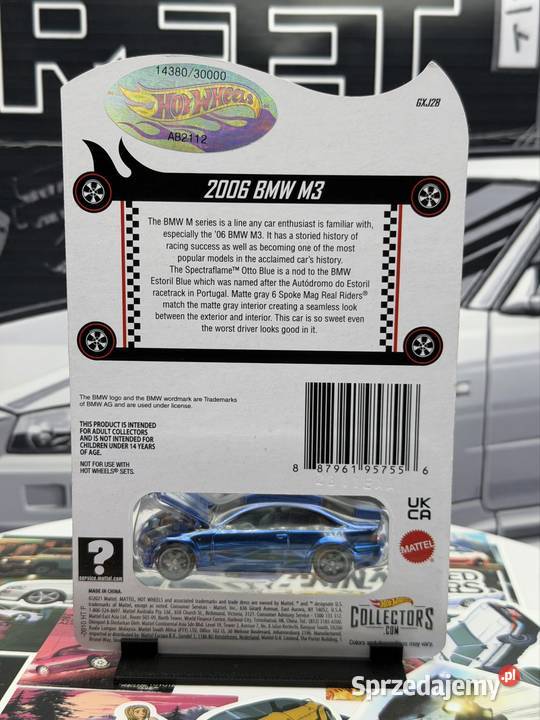 REET
14380/30000
HOT WHEELS
AB2112
GXJ28
2006 BMW M3
The BMW M series is a line any car enthusiast is familiar with,
especially the '06 BMW M3. It has a storied history of
racing success as well as becoming one of the most
popular models in the acclaimed car's history.
The Spectraflame™ Otto Blue is a nod to the BMW
Estoril Blue which was named after the Autódromo do Estoril
racetrack in Portugal. Matte gray 6 Spoke Mag Real Riders®
match the matte gray interior creating a seamless look
between the exterior and interior. This car is so sweet even
the worst driver looks good in it.
The BMW logo and the BMW wordmark are Trademarks
of BMW AG and are used under license.
THIS PRODUCT IS INTENDED
FOR ADULT COLLECTORS
AND IS NOT INTENDED FOR
CHILDREN UNDER 14 YEARS
OF AGE.
NOT FOR USE WITH
HOT WHEELS® SETS.
8 87961 95755 6
UK
CA
MATTEL
?
service.mattel.com
MADE IN CHINA.
Hot Wheels
COLLECTORS
.COM
Colors and decorations may vary.
Sprzedajemy.pl